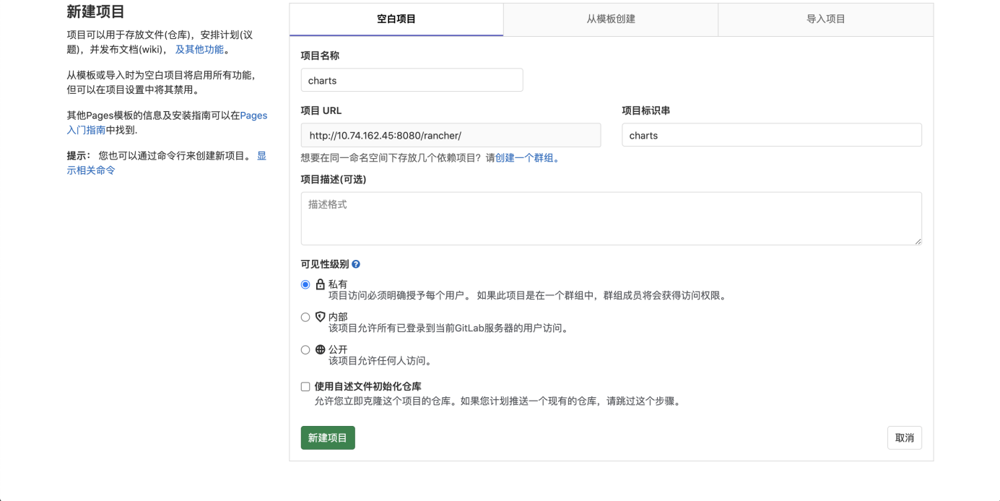 新建项目
项目可以用于存放文件(仓库)，安排计划(议
题)，并发布文档(wiki)， 及其他功能。
从模板或导入时为空白项目将启用所有功能，
但可以在项目设置中将其禁用。
其他Pages模板的信息及安装指南可以在Pages
入门指南中找到.
提示： 您也可以通过命令行来创建新项目。 显
示相关命令
空白项目
从模板创建
导入项目
项目名称
charts
项目 URL
项目标识串
http://10.74.162.45:8080/rancher/
charts
想要在同一命名空间下存放几个依赖项目？请创建一个群组。
项目描述(可选)
描述格式
可见性级别
私有
项目访问必须明确授予每个用户。 如果此项目是在一个群组中，群组成员将会获得访问权限。
内部
该项目允许所有已登录到当前GitLab服务器的用户访问。
公开
该项目允许任何人访问。
使用自述文件初始化仓库
允许您立即克隆这个项目的仓库。如果您计划推送一个现有的仓库，请跳过这个步骤。
新建项目
取消